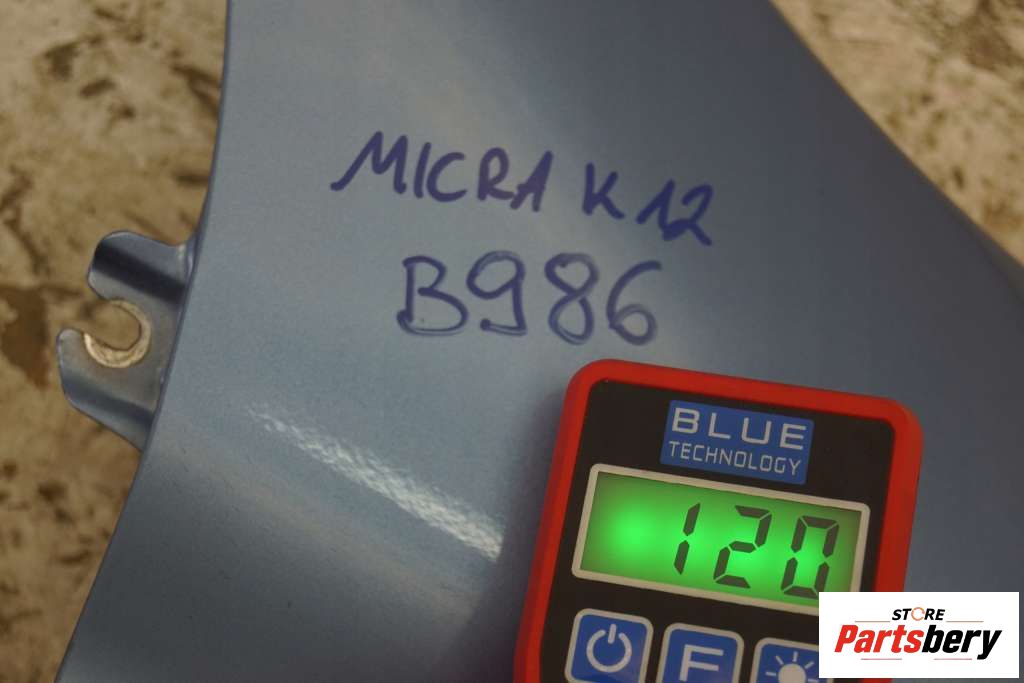 MICRA K12
B986
BLUE
TECHNOLOGY
120
F
STORE
Partsbery